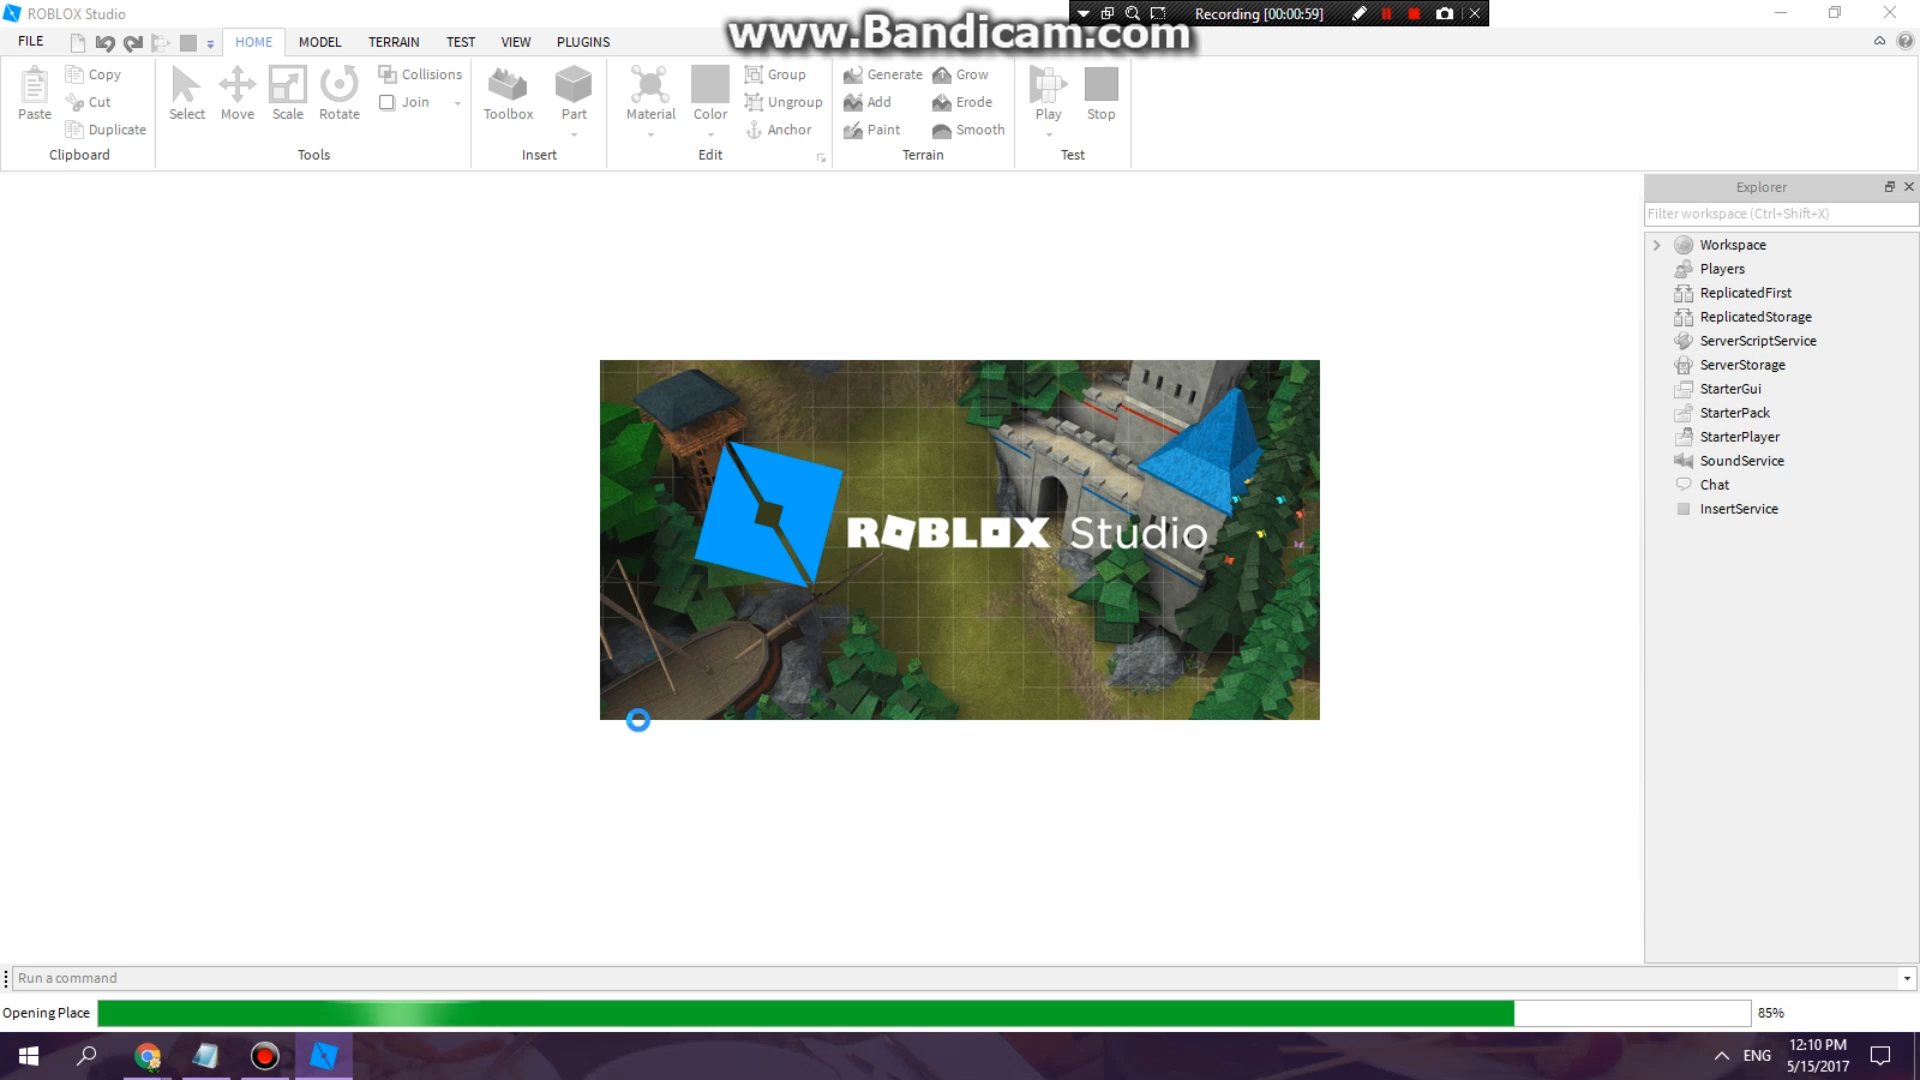 ROBLOX Studio
Recording [00:00:59]
www.Bandicam.com
FILE
HOME
MODEL
TERRAIN
TEST
VIEW
PLUGINS
Paste
Copy
Cut
Duplicate
Clipboard
Select
Move
Scale
Rotate
Collisions
Join
Tools
Toolbox
Part
Insert
Material
Color
Group
Ungroup
Anchor
Edit
Generate
Grow
Add
Erode
Paint
Smooth
Terrain
Play
Stop
Test
Explorer
Filter workspace (Ctrl+Shift+X)
Workspace
Players
ReplicatedFirst
ReplicatedStorage
ServerScriptService
ServerStorage
StarterGui
StarterPack
StarterPlayer
SoundService
Chat
InsertService
ROBLOX Studio
Run a command
Opening Place
85%
ENG
12:10 PM
5/15/2017